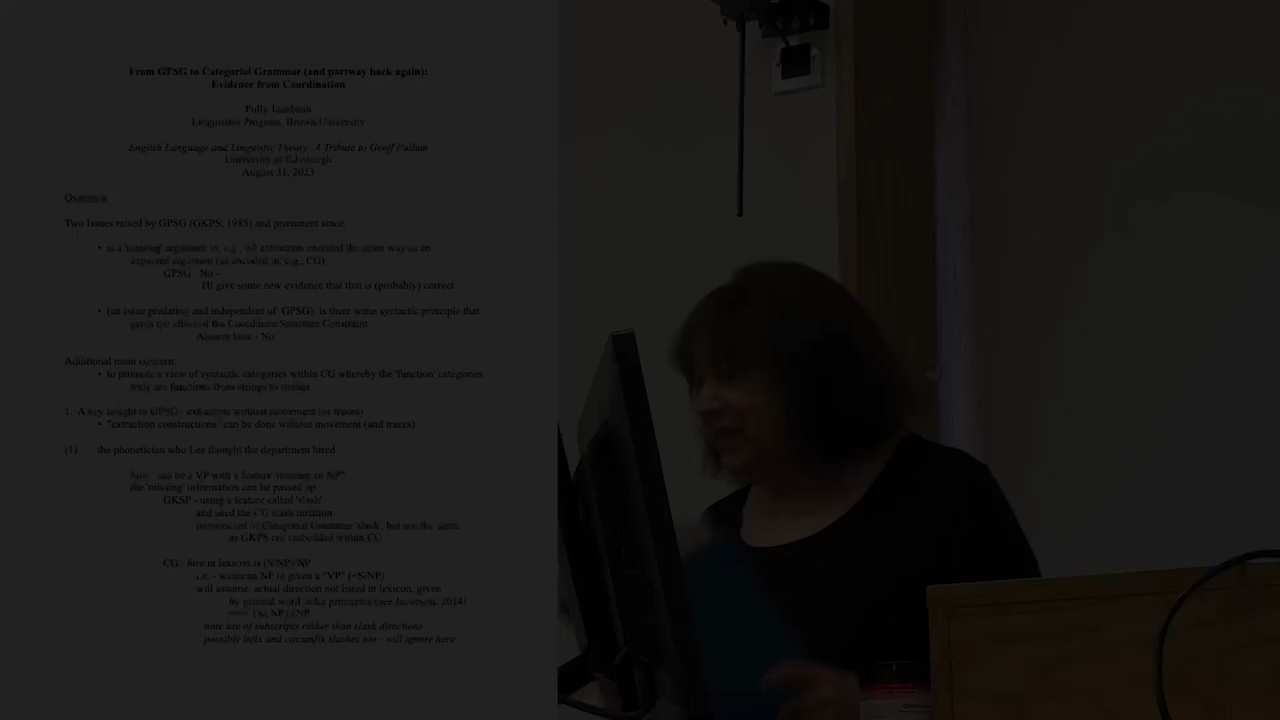 From GPSG to Categorial Grammar (and partway back again):
Evidence from Coordination
Polly Jacobson
Linguistics Program, Brown University
English Language and Linguistic Theory: A Tribute to Geoff Pullum
University of Edinburgh
August 31, 2023
Overview
Two Issues raised by GPSG (GKPS, 1985) and prominent since:
• is a 'missing' argument in, e.g., wh extraction encoded the same way as an
expected argument (as encoded in, e.g., CG)
GPSG - No -
I'll give some new evidence that that is (probably) correct
• (an issue predating and independent of GPSG): is there some syntactic principle that
gives the effect of the Coordinate Structure Constraint
Answer here - No
Additional main concern:
• to promote a view of syntactic categories within CG whereby the 'function' categories
truly are functions from strings to strings
1. A key insight in GPSG - extraction without movement (or traces)
• "extraction constructions" can be done without movement (and traces)
(1) the phonetician who Lee thought the department hired
can be a VP with a feature 'missing an NP'
the 'missing' information can be passed up
GKSP - using a feature called 'slash'
and used the CG slash notation
reminiscent of Categorial Grammar 'slash', but not the same
as GKPS not embedded within CG
CG: hire in lexicon is (S/NP)/NP
i.e. - wants an NP to given a "VP" (=S/NP)
will assume: actual direction not listed in lexicon, given
by general word order principles (see Jacobson, 2014)
note use of subscripts rather than slash directions
possibly infix and circumfix slashes too - will ignore here